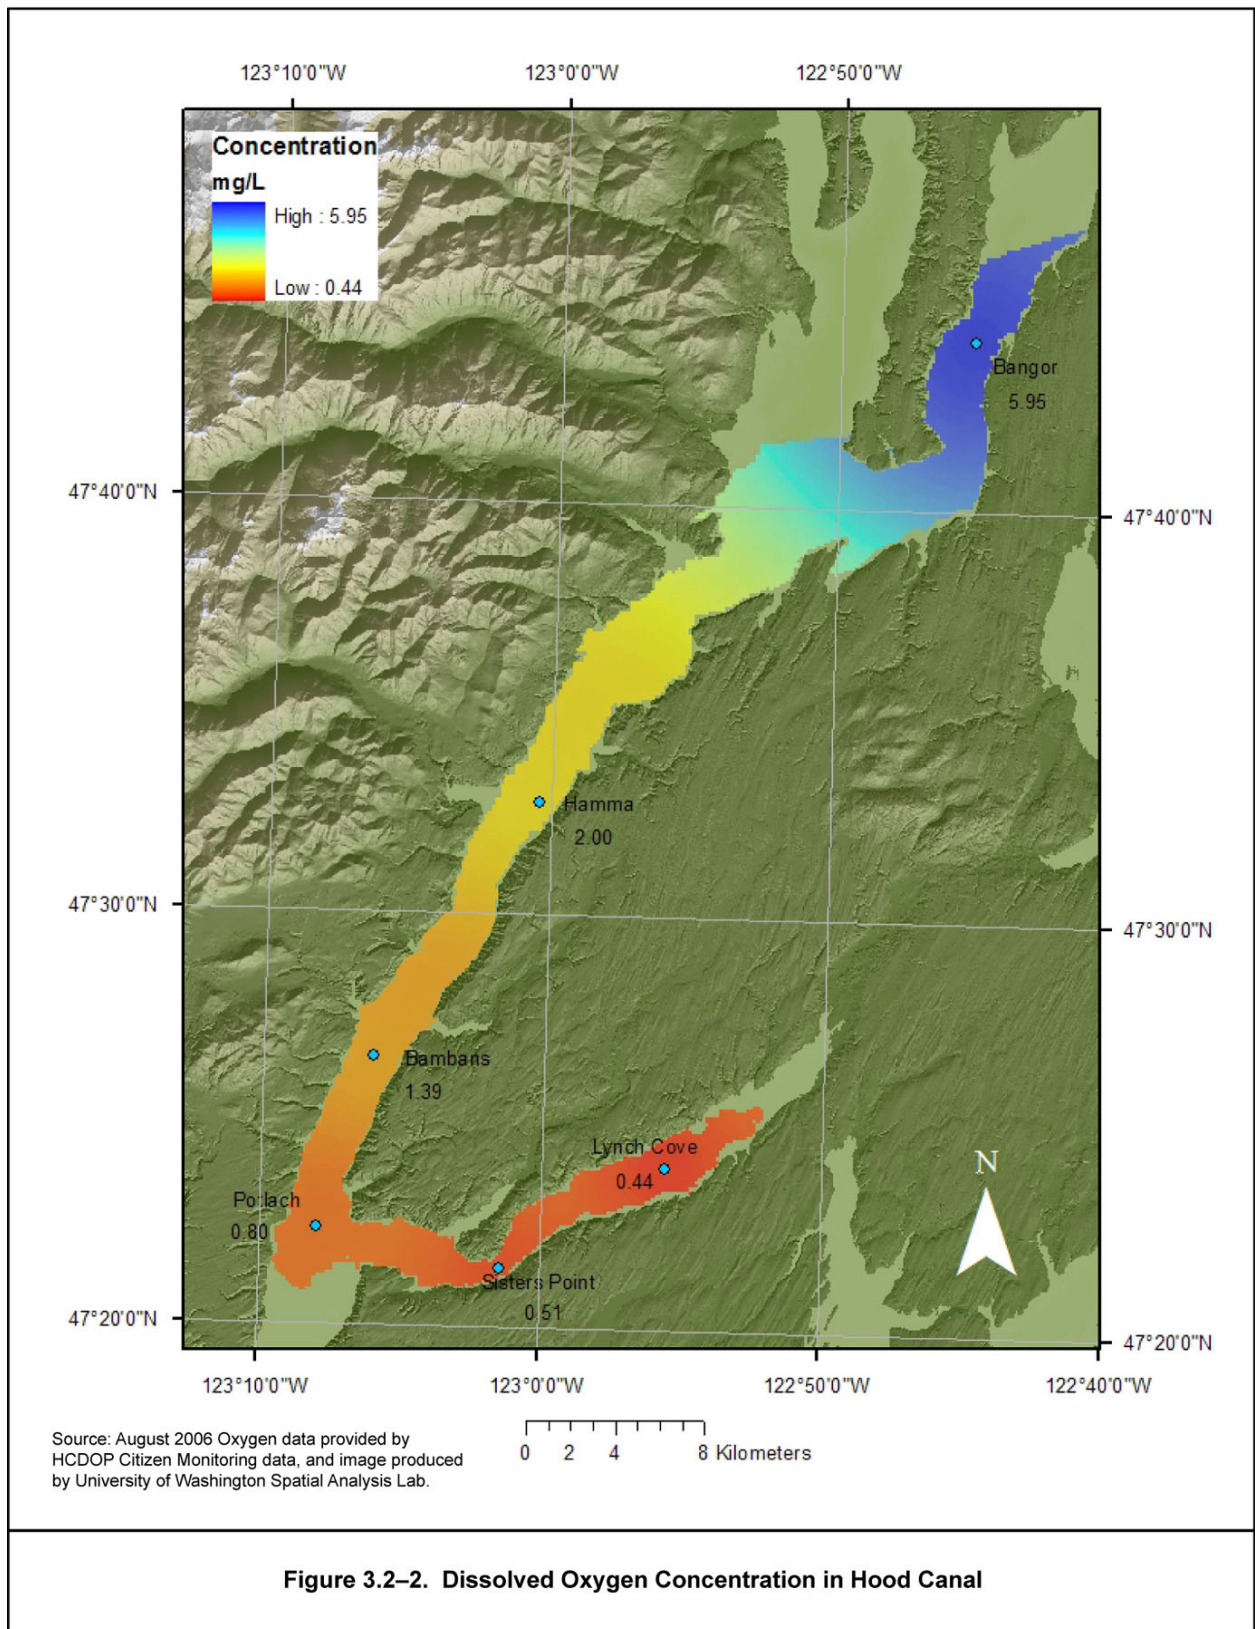 123°10'0"W 123°0'0"W 122°50'0"W
Concentration
mg/L
High : 5.95
Low : 0.44
Bangor
5.95
47°40'0"N
47°40'0"N
Hamma
2.00
47°30'0"N
47°30'0"N
Bambans
1.39
Lynch Cove
0.44
N
Potlach
0.80
Sisters Point
0.51
47°20'0"N
47°20'0"N
123°10'0"W 123°0'0"W 122°50'0"W 122°40'0"W
Source: August 2006 Oxygen data provided by
HCDOP Citizen Monitoring data, and image produced
by University of Washington Spatial Analysis Lab.
0 2 4 8 Kilometers
Figure 3.2–2. Dissolved Oxygen Concentration in Hood Canal